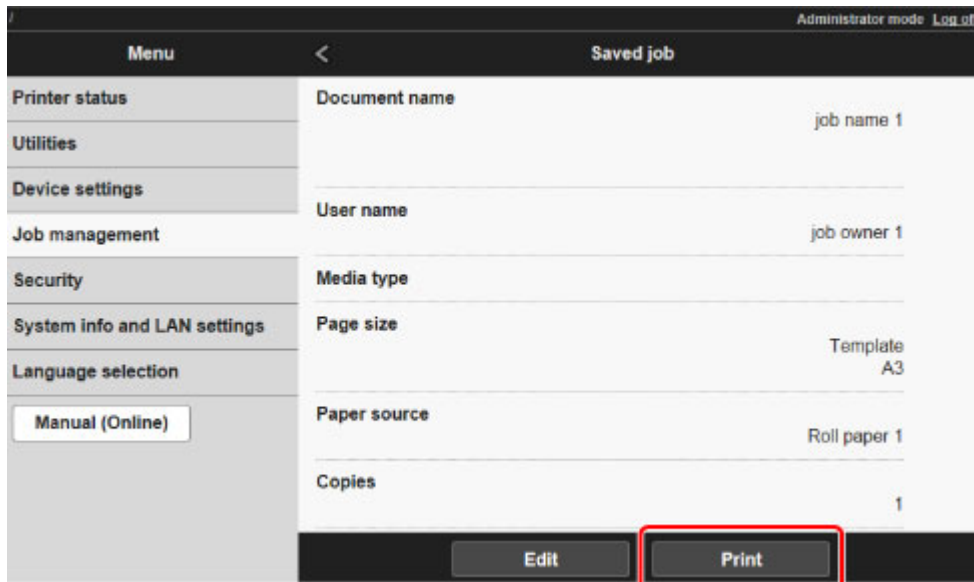 /
Administrator mode Log of
Menu
< Saved job
Printer status
Utilities
Device settings
Job management
Security
System info and LAN settings
Language selection
Manual (Online)
Document name
job name 1
User name
job owner 1
Media type
Page size
Template
A3
Paper source
Roll paper 1
Copies
1
Edit
Print